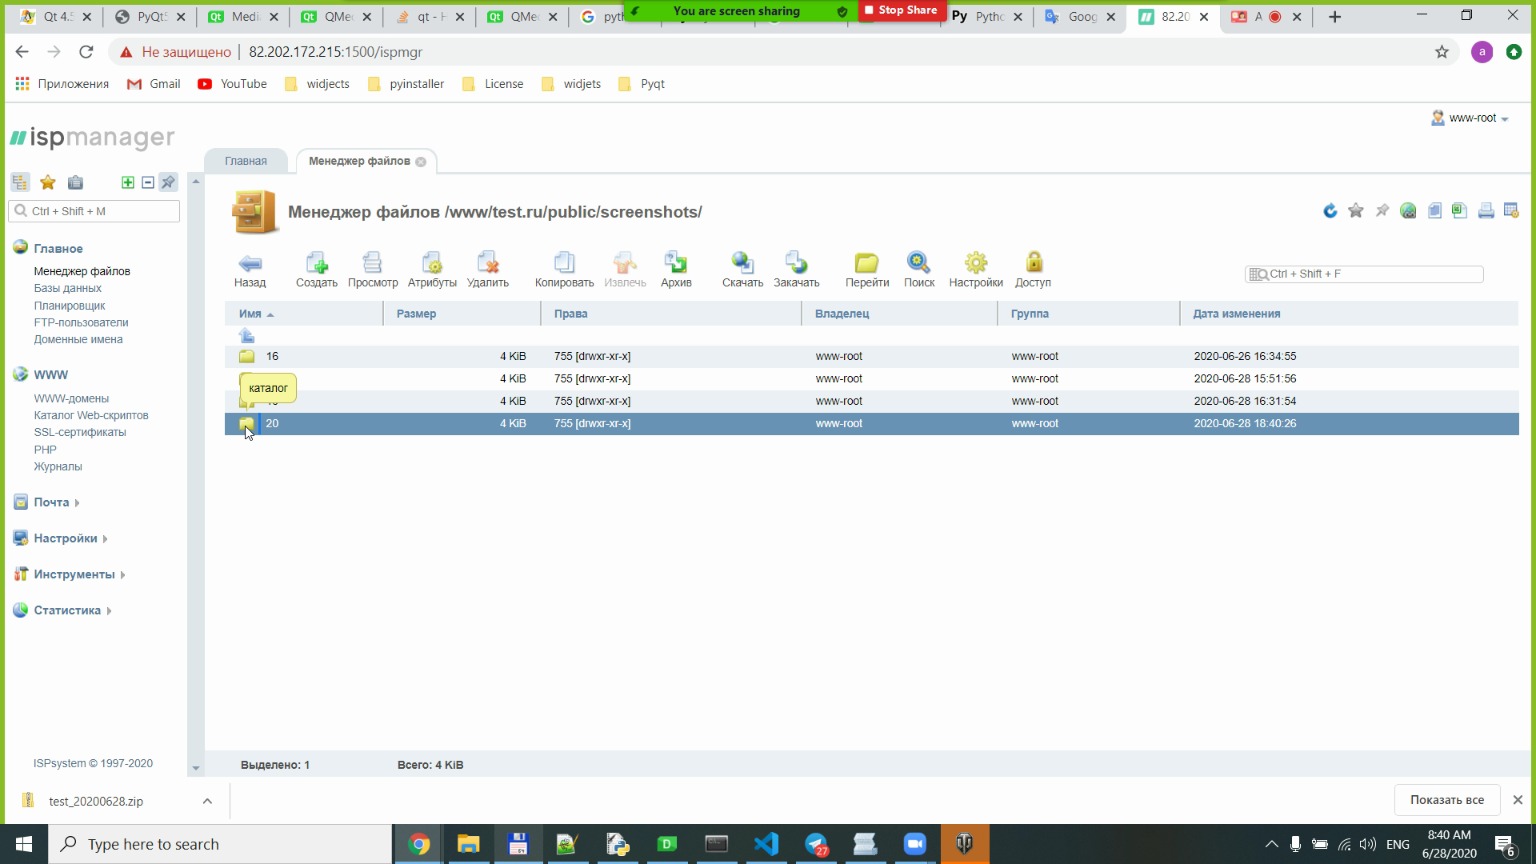 Qt 4.5
PyQt5
Medi
QMed
qt - H
QMed
pyth
You are screen sharing
Stop Share
Pytho
Goog
82.20
A
Не защищено
82.202.172.215:1500/ispmgr
a
Приложения
Gmail
YouTube
widjects
pyinstaller
License
widjets
Pyqt
www-root
ispmanager
Главная
Менеджер файлов
Ctrl + Shift + M
Менеджер файлов /www/test.ru/public/screenshots/
Главное
Менеджер файлов
Базы данных
Планировщик
FTP-пользователи
Доменные имена
WWW
WWW-домены
Каталог Web-скриптов
SSL-сертификаты
PHP
Журналы
Почта
Настройки
Инструменты
Статистика
ISPsystem © 1997-2020
Назад
Создать
Просмотр
Атрибуты
Удалить
Копировать
Извлечь
Архив
Скачать
Закачать
Перейти
Поиск
Настройки
Доступ
Ctrl + Shift + F
Имя Размер Права Владелец Группа Дата изменения
16 4 KiB 755 [drwxr-xr-x] www-root www-root 2020-06-26 16:34:55
4 KiB 755 [drwxr-xr-x] www-root www-root 2020-06-28 15:51:56
каталог
4 KiB 755 [drwxr-xr-x] www-root www-root 2020-06-26 16:31:54
20 4 KiB 755 [drwxr-xr-x] www-root www-root 2020-06-28 18:40:26
Выделено: 1
Всего: 4 KiB
test_20200628.zip
Показать все
Type here to search
27
ENG
8:40 AM
6/28/2020
6